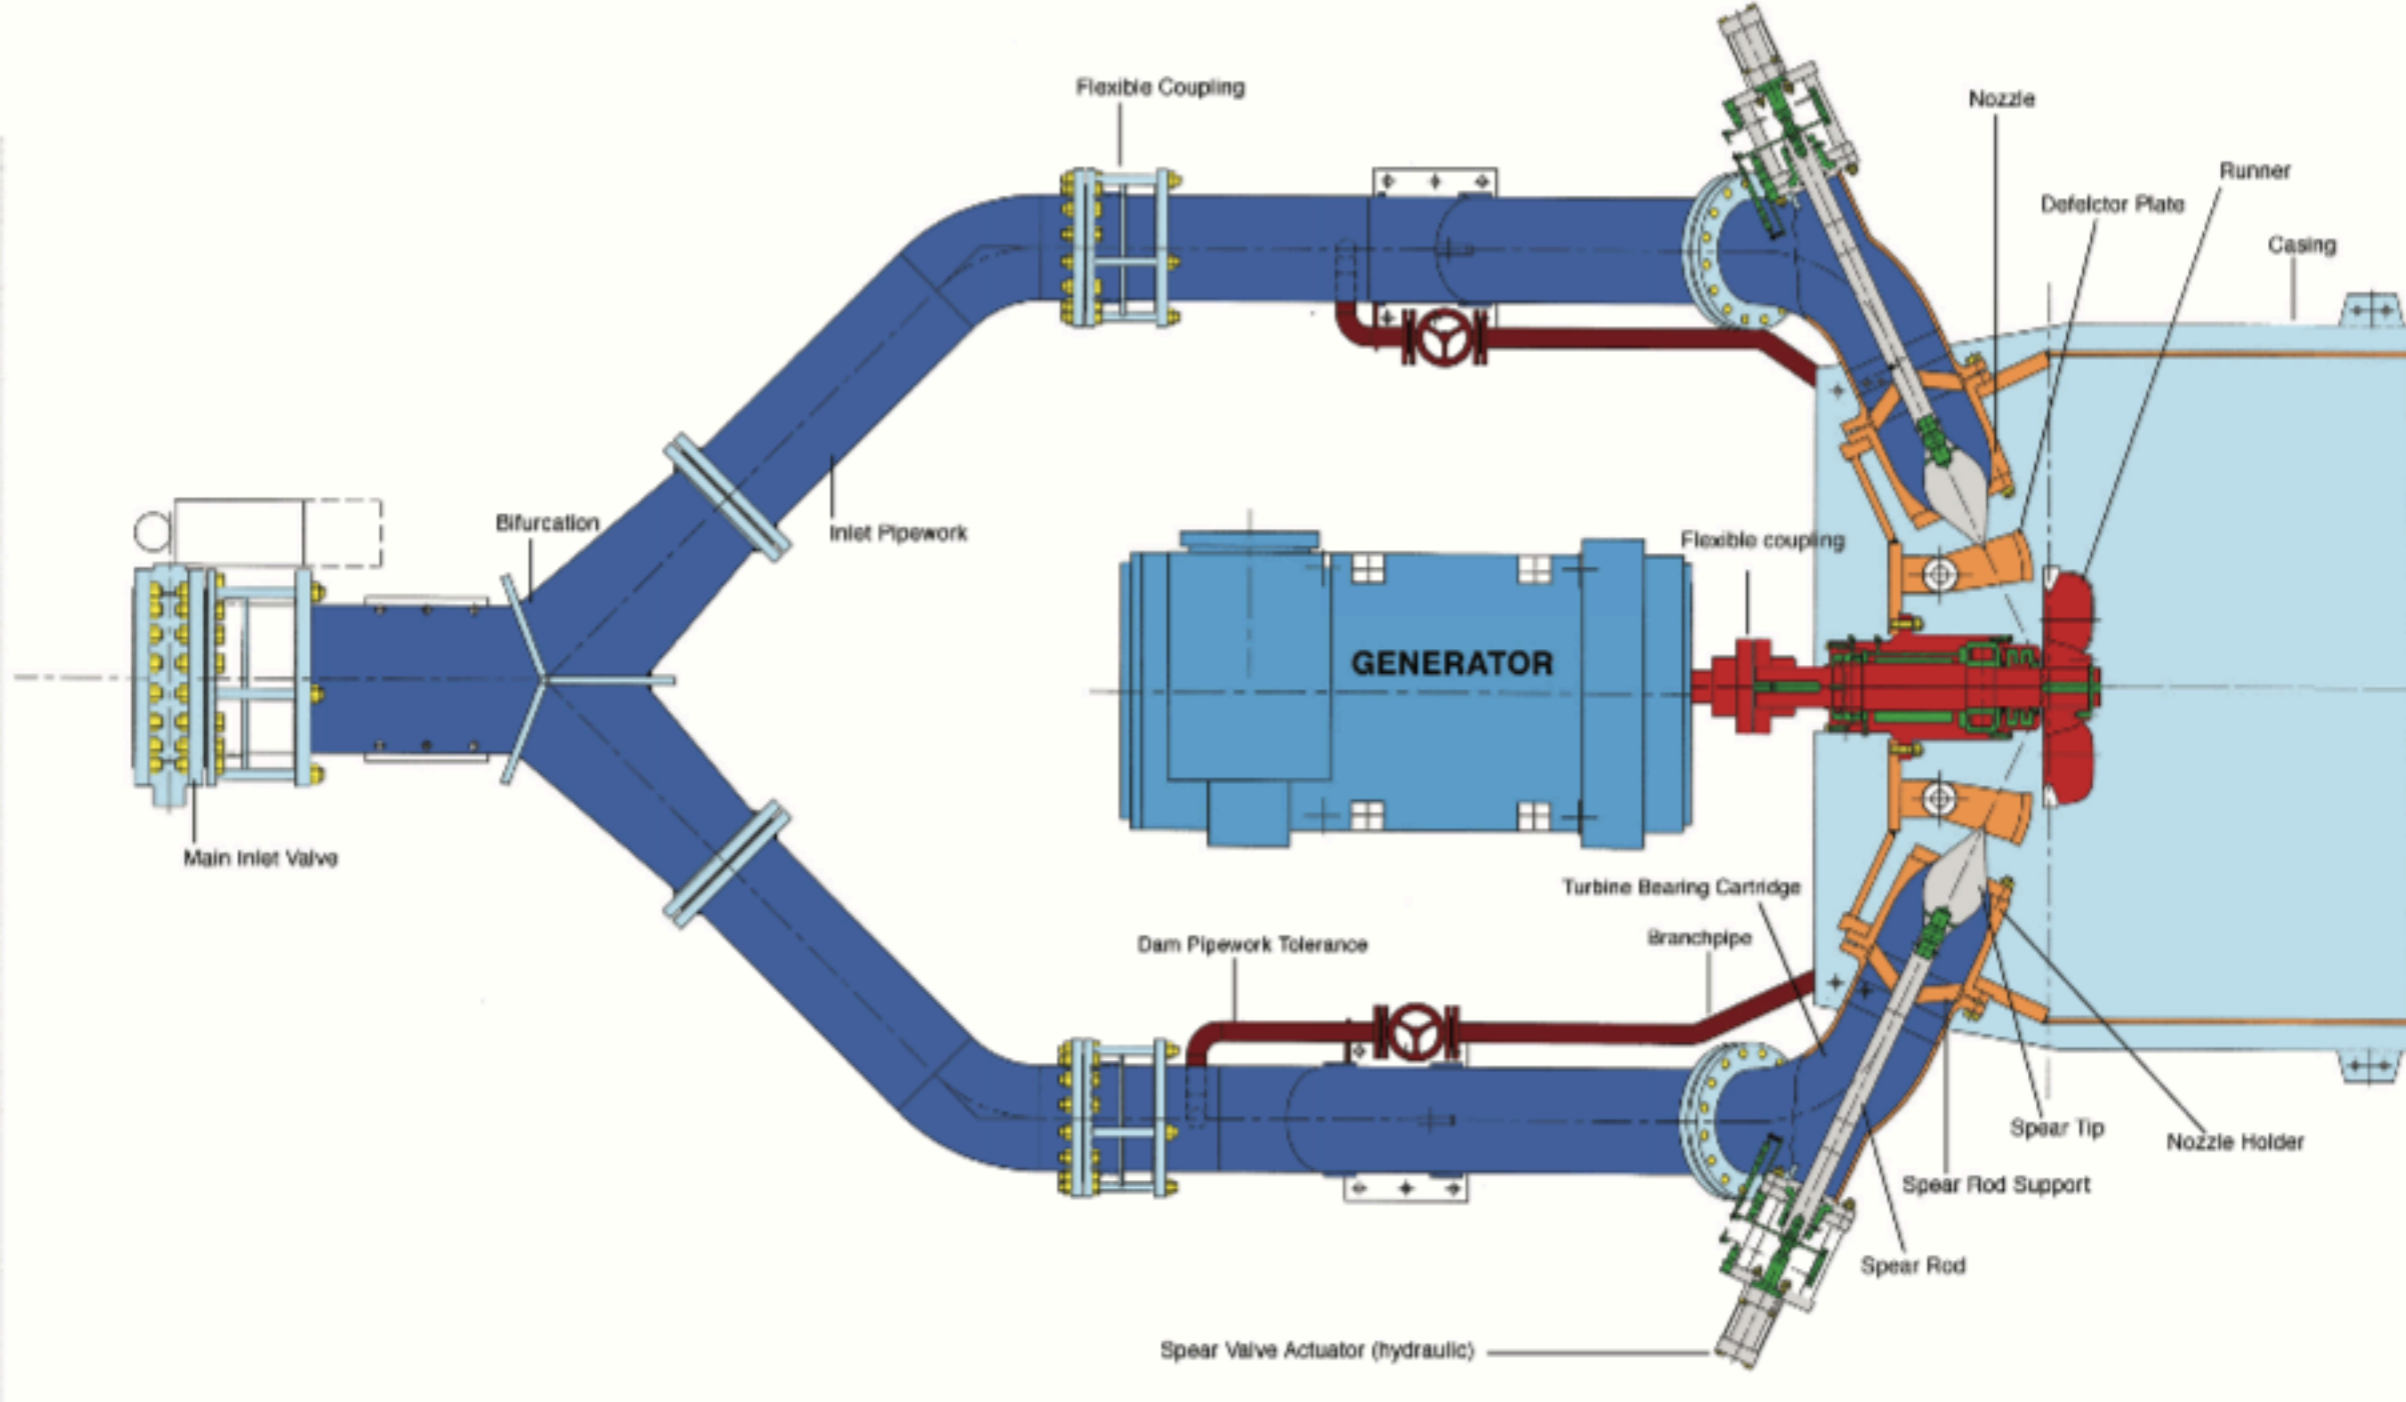 Flexible Coupling
Nozzle
Runner
Defelctor Plate
Casing
Bifurcation
Inlet Pipework
Flexible coupling
GENERATOR
Main Inlet Valve
Turbine Bearing Cartridge
Branchpipe
Dam Pipework Tolerance
Spear Tip
Nozzle Holder
Spear Rod Support
Spear Rod
Spear Valve Actuator (hydraulic)